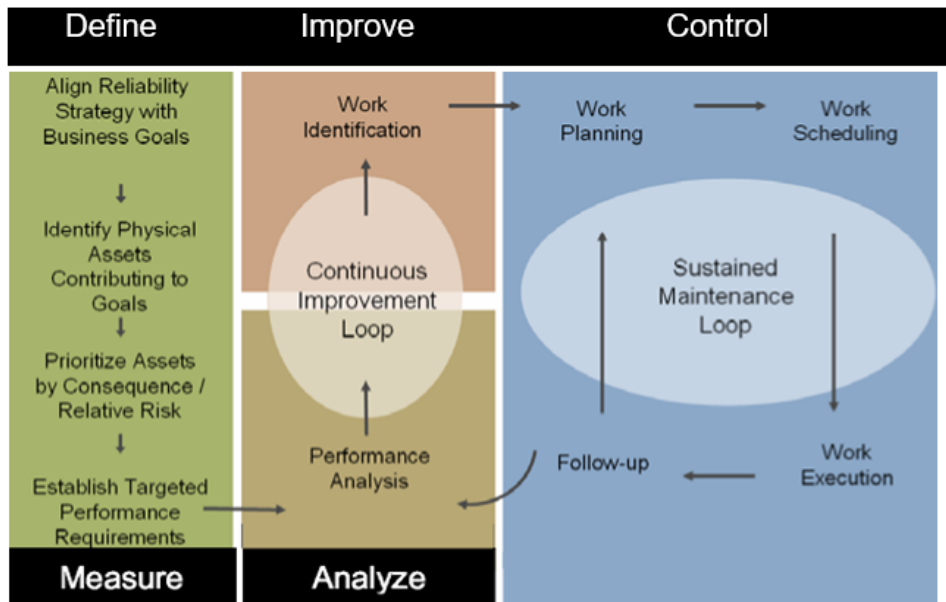 Define
Improve
Control
Align Reliability
Strategy with
Business Goals
Identify Physical
Assets
Contributing to
Goals
Prioritize Assets
by Consequence /
Relative Risk
Establish Targeted
Performance
Requirements
Measure
Work
Identification
Continuous
Improvement
Loop
Performance
Analysis
Analyze
Work
Planning
Work
Scheduling
Sustained
Maintenance
Loop
Follow-up
Work
Execution